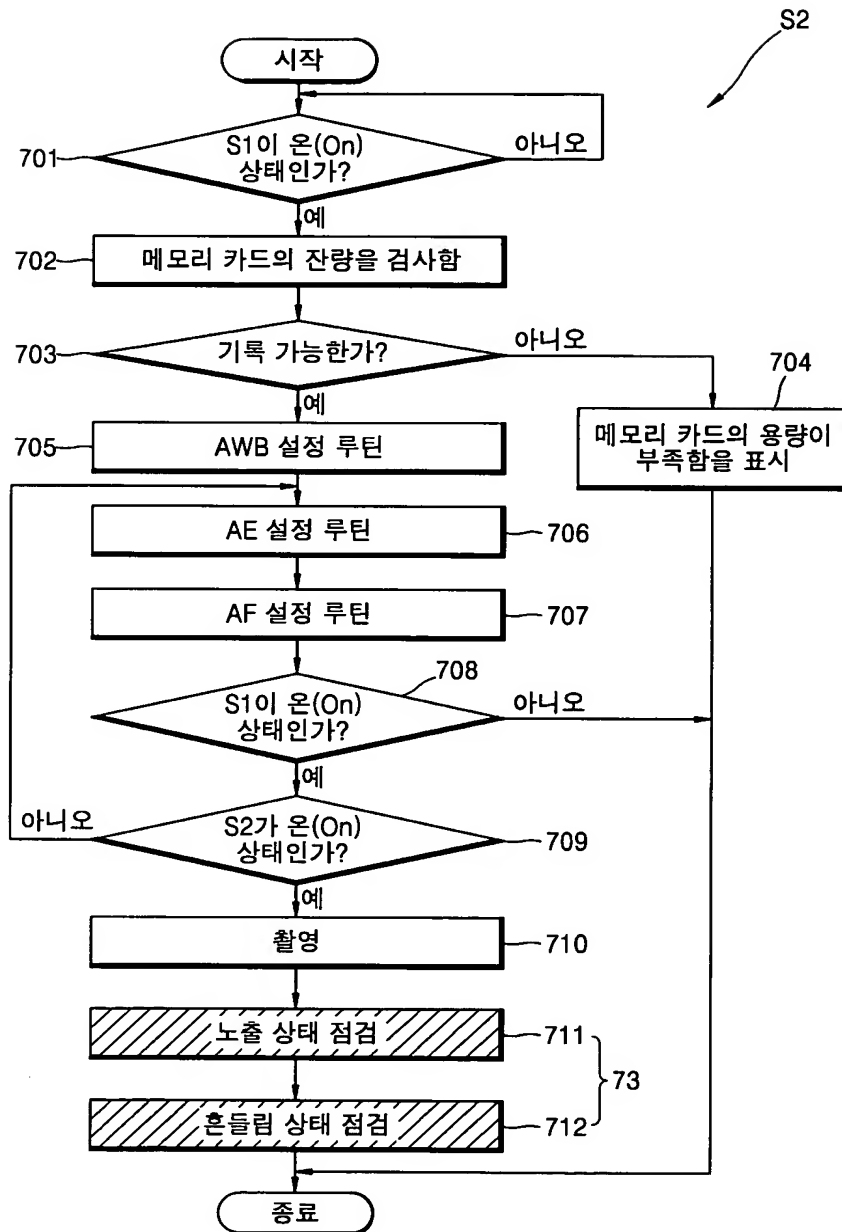 S2
시작
701
S1이 온(On)
상태인가?
아니오
예
702
메모리 카드의 잔량을 검사함
703
기록 가능한가?
아니오
예
704
메모리 카드의 용량이
부족함을 표시
705
AWB 설정 루틴
AE 설정 루틴
706
AF 설정 루틴
707
708
S1이 온(On)
상태인가?
아니오
예
아니오
S2가 온(On)
상태인가?
709
예
촬영
710
노출 상태 점검
711
73
흔들림 상태 점검
712
종료